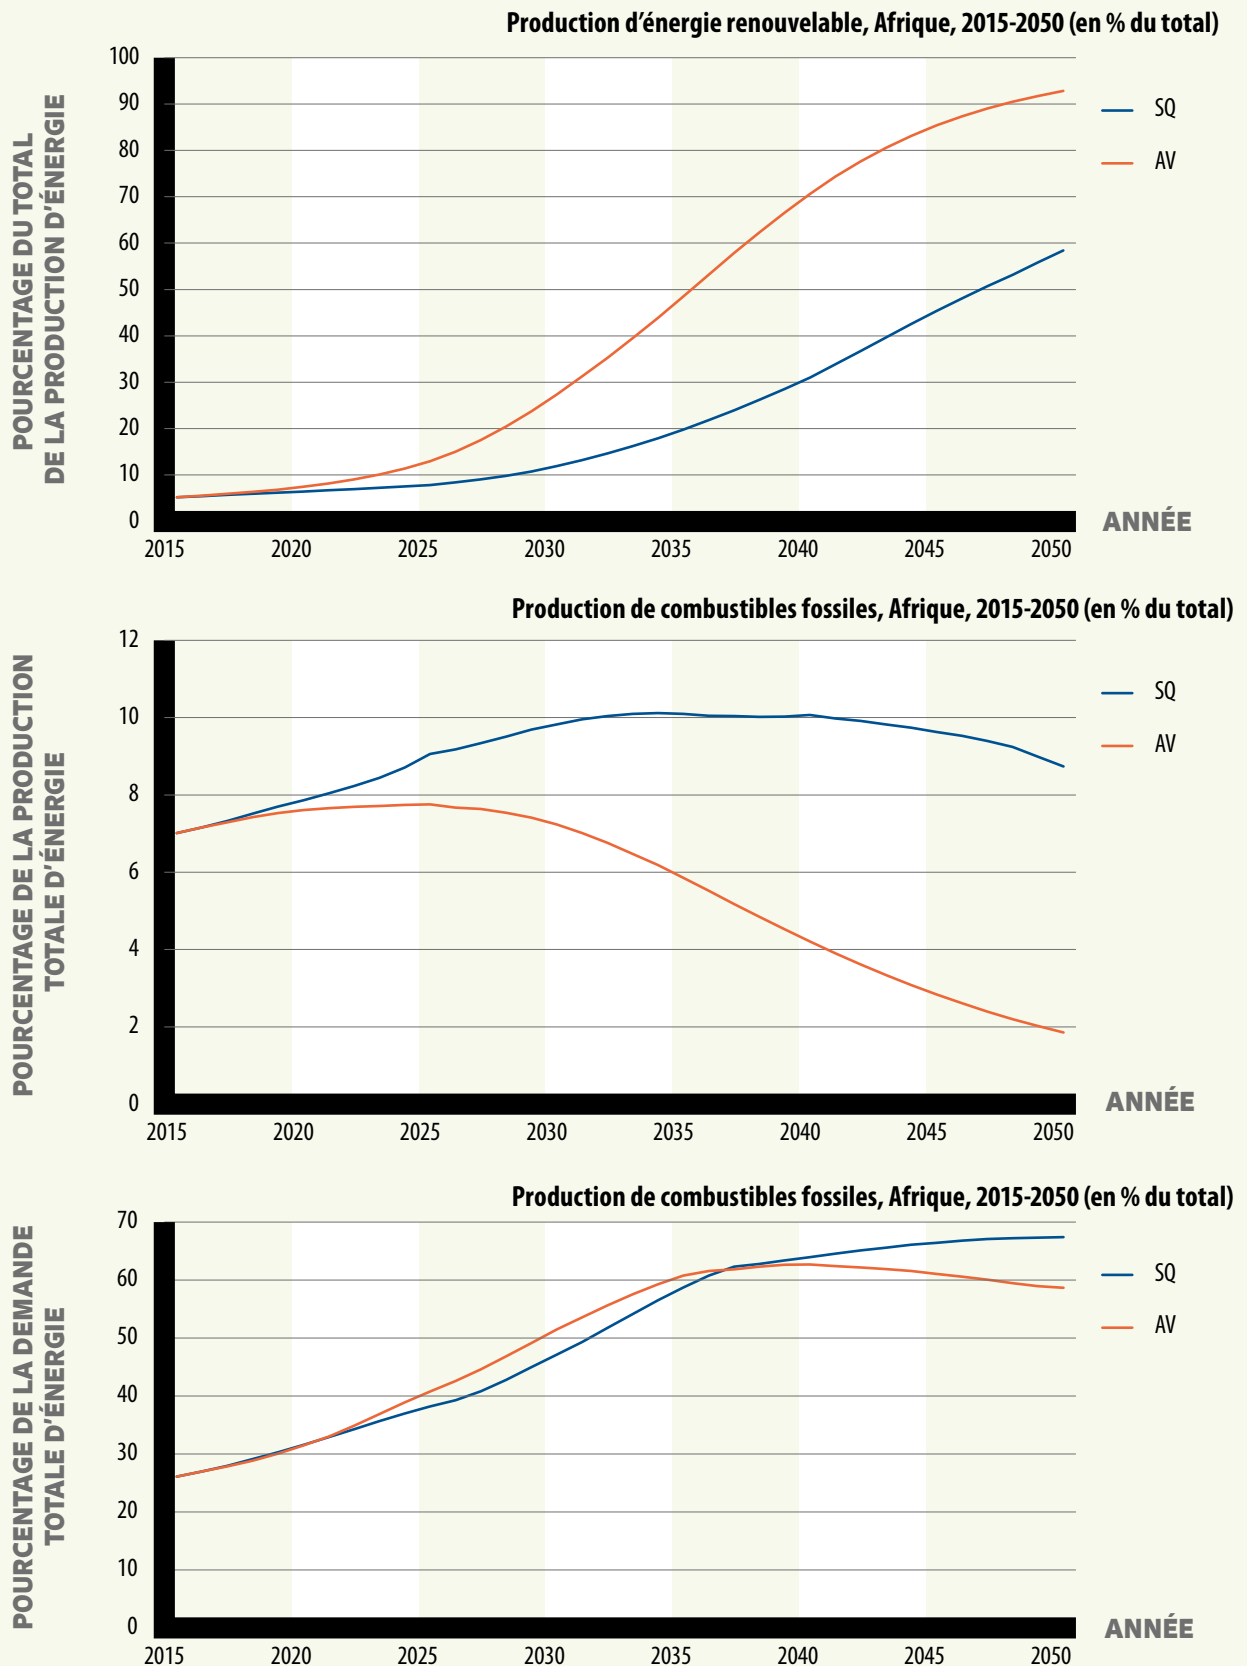 Production d’énergie renouvelable, Afrique, 2015-2050 (en % du total)
POURCENTAGE DU TOTAL
DE LA PRODUCTION D’ÉNERGIE
100
90
80
70
60
50
40
30
20
10
0
SQ
AV
ANNÉE
2015 2020 2025 2030 2035 2040 2045 2050
Production de combustibles fossiles, Afrique, 2015-2050 (en % du total)
POURCENTAGE DE LA PRODUCTION
TOTALE D’ÉNERGIE
12
10
8
6
4
2
0
SQ
AV
ANNÉE
2015 2020 2025 2030 2035 2040 2045 2050
Production de combustibles fossiles, Afrique, 2015-2050 (en % du total)
POURCENTAGE DE LA DEMANDE
TOTALE D’ÉNERGIE
70
60
50
40
30
20
10
0
SQ
AV
ANNÉE
2015 2020 2025 2030 2035 2040 2045 2050